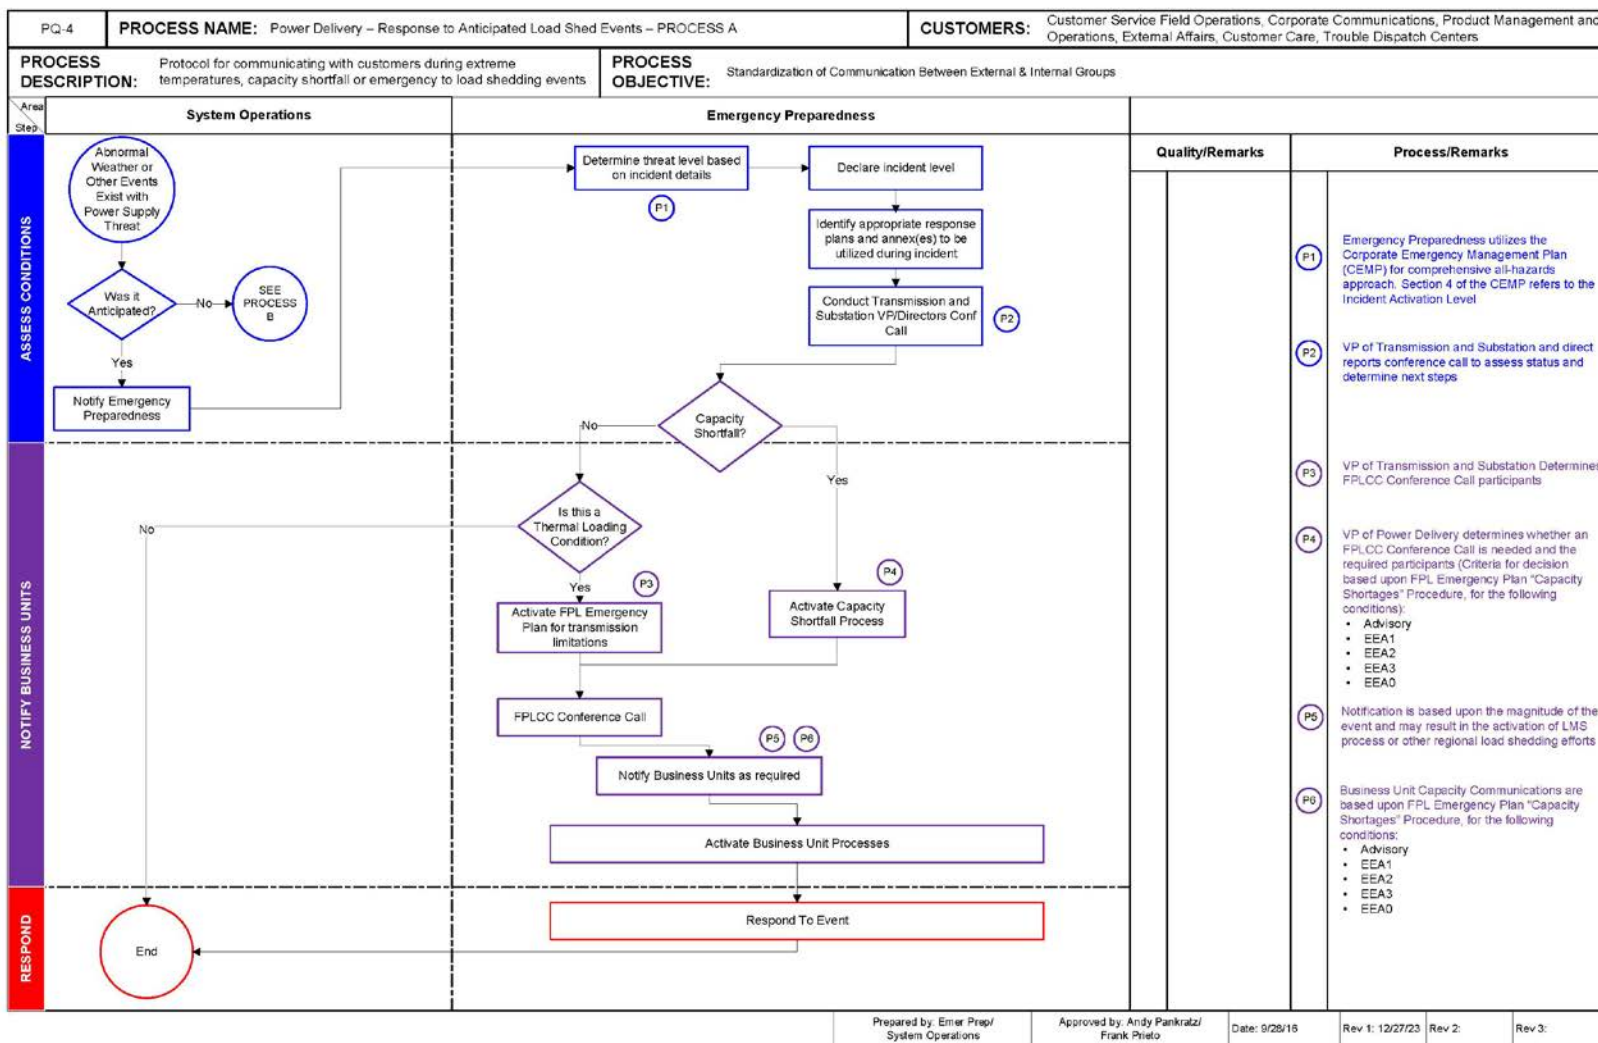 PQ-4
PROCESS NAME: Power Delivery – Response to Anticipated Load Shed Events – PROCESS A
CUSTOMERS:
Customer Service Field Operations, Corporate Communications, Product Management and
Operations, External Affairs, Customer Care, Trouble Dispatch Centers
PROCESS
DESCRIPTION:
Protocol for communicating with customers during extreme
temperatures, capacity shortfall or emergency to load shedding events
PROCESS
OBJECTIVE:
Standardization of Communication Between External & Internal Groups
Area
Step
System Operations
Emergency Preparedness
Quality/Remarks
Process/Remarks
ASSESS CONDITIONS
Abnormal
Weather or
Other Events
Exist with
Power Supply
Threat
Was it
Anticipated?
No
SEE
PROCESS
B
Yes
Notify Emergency
Preparedness
Determine threat level based
on incident details
P1
Declare incident level
Identify appropriate response
plans and annex(es) to be
utilized during incident
Conduct Transmission and
Substation VP/Directors Conf
Call
P2
Capacity
Shortfall?
No
Yes
NOTIFY BUSINESS UNITS
Is this a
Thermal Loading
Condition?
No
Yes
P3
Activate FPL Emergency
Plan for transmission
limitations
P4
Activate Capacity
Shortfall Process
FPLCC Conference Call
P5
P6
Notify Business Units as required
Activate Business Unit Processes
RESPOND
Respond To Event
End
P1
Emergency Preparedness utilizes the
Corporate Emergency Management Plan
(CEMP) for comprehensive all-hazards
approach. Section 4 of the CEMP refers to the
Incident Activation Level
P2
VP of Transmission and Substation and direct
reports conference call to assess status and
determine next steps
P3
VP of Transmission and Substation Determines
FPLCC Conference Call participants
P4
VP of Power Delivery determines whether an
FPLCC Conference Call is needed and the
required participants (Criteria for decision
based upon FPL Emergency Plan "Capacity
Shortages" Procedure, for the following
conditions):
• Advisory
• EEA1
• EEA2
• EEA3
• EEA0
P5
Notification is based upon the magnitude of the
event and may result in the activation of LMS
process or other regional load shedding efforts
P6
Business Unit Capacity Communications are
based upon FPL Emergency Plan "Capacity
Shortages" Procedure, for the following
conditions:
• Advisory
• EEA1
• EEA2
• EEA3
• EEA0
Prepared by: Emer Prep/
System Operations
Approved by: Andy Pankratz/
Frank Prieto
Date: 9/28/16
Rev 1: 12/27/23
Rev 2:
Rev 3: